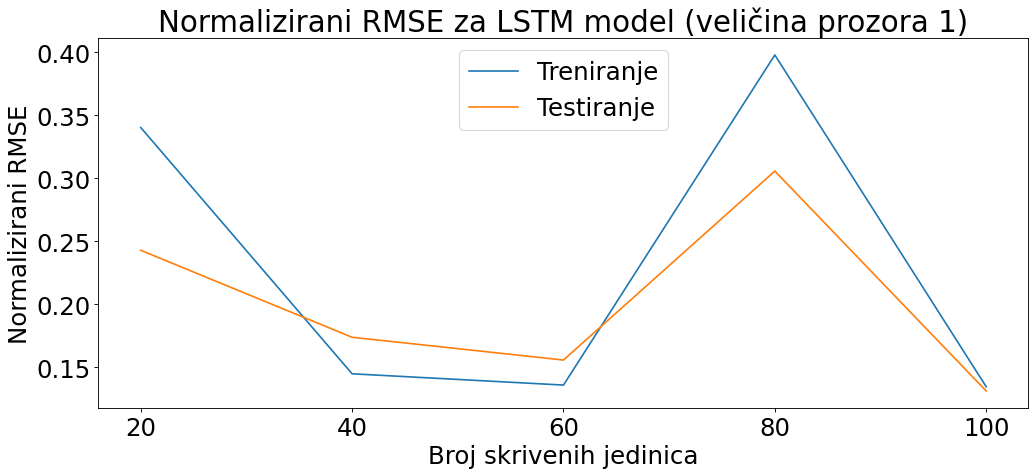 Normalizirani RMSE za LSTM model (veličina prozora 1)
Treniranje
Testiranje
Normalizirani RMSE
0.40
0.35
0.30
0.25
0.20
0.15
20 40 60 80 100
Broj skrivenih jedinica